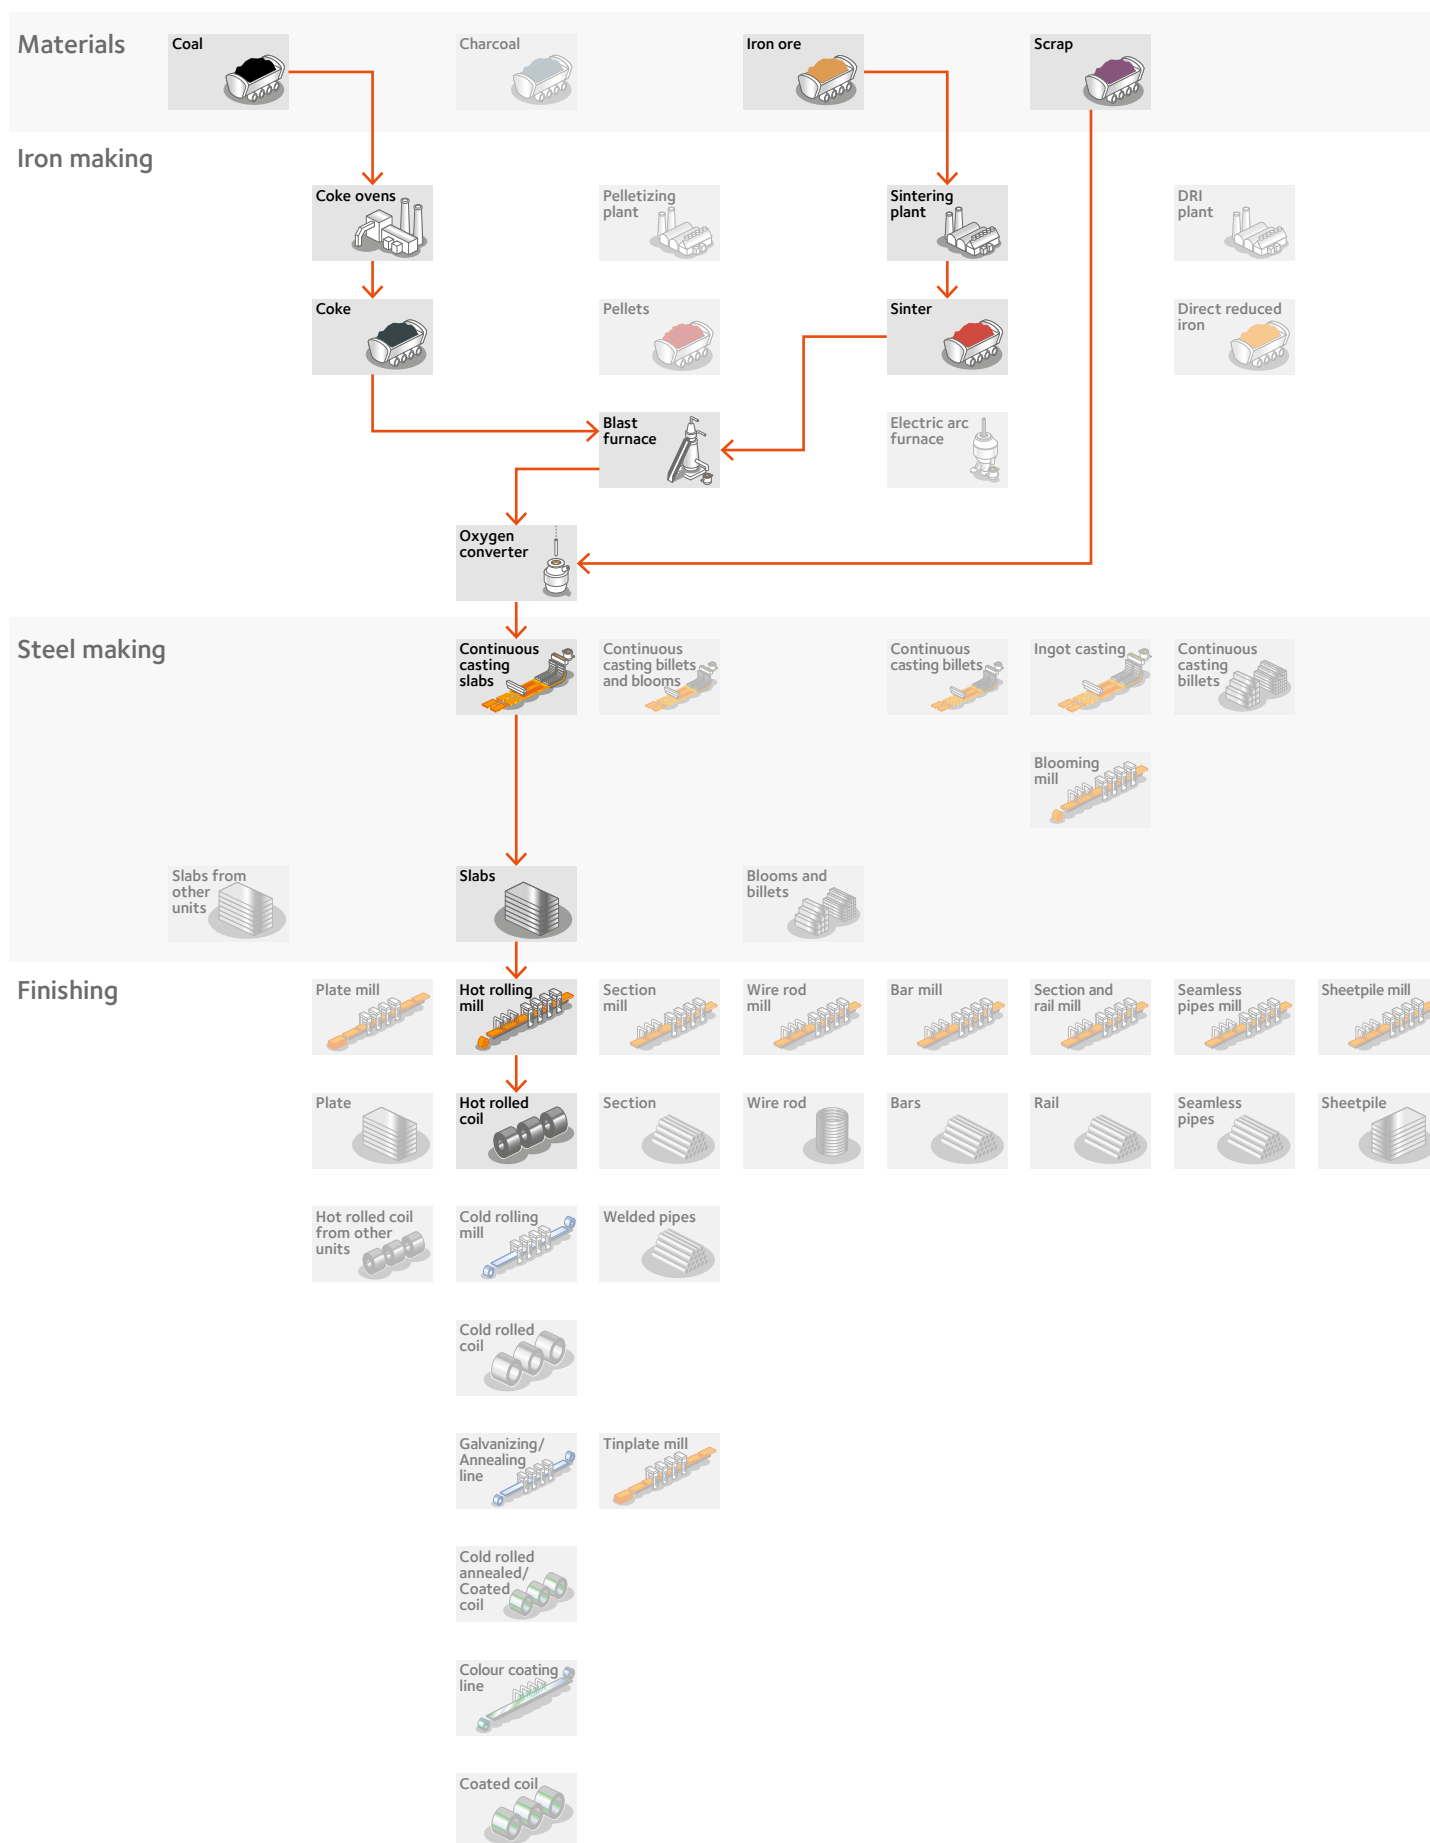 Materials
Coal
Charcoal
Iron ore
Scrap
Iron making
Coke ovens
Pelletizing
plant
Sintering
plant
DRI
plant
Coke
Pellets
Sinter
Direct reduced
iron
Blast
furnace
Electric arc
furnace
Oxygen
converter
Steel making
Continuous
casting
slabs
Continuous
casting billets
and blooms
Continuous
casting billets
Ingot casting
Continuous
casting
billets
Blooming
mill
Slabs from
other
units
Slabs
Blooms and
billets
Finishing
Plate mill
Hot rolling
mill
Section
mill
Wire rod
mill
Bar mill
Section and
rail mill
Seamless
pipes mill
Sheetpile mill
Plate
Hot rolled
coil
Section
Wire rod
Bars
Rail
Seamless
pipes
Sheetpile
Hot rolled coil
from other
units
Cold rolling
mill
Welded pipes
Cold rolled
coil
Galvanizing/
Annealing
line
Tinplate mill
Cold rolled
annealed/
Coated
coil
Colour coating
line
Coated coil